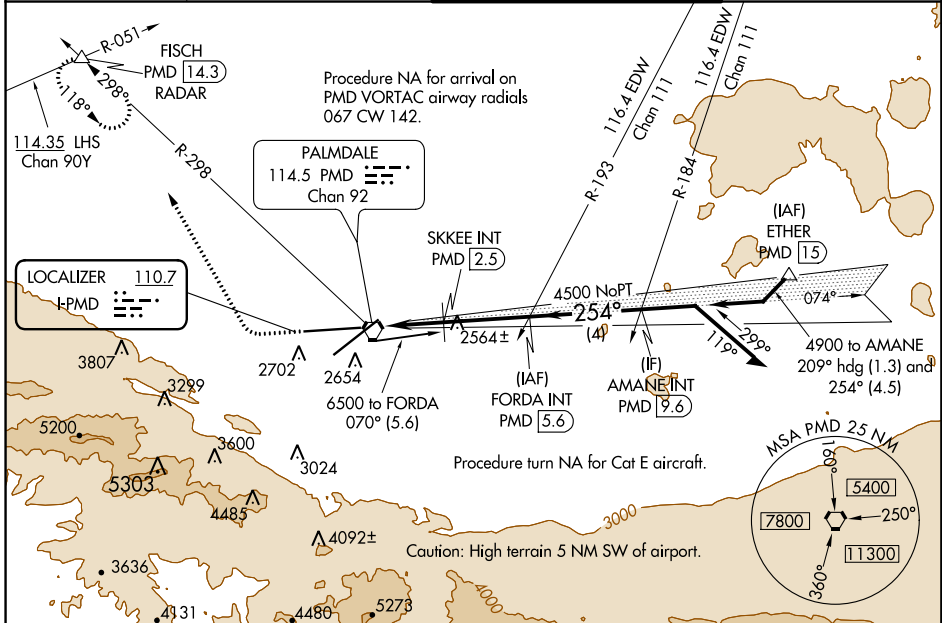 R-051
FISCH
PMD 14.3
RADAR
298°
118°
114.35 LHS
Chan 90Y
R-298
Procedure NA for arrival on
PMD VORTAC airway radials
067 CW 142.
116.4 EDW
Chan 111
R-193
116.4 EDW
Chan 111
R-184
PALMDALE
114.5 PMD
Chan 92
SKKEE INT
PMD 2.5
(IAF)
ETHER
PMD 15
LOCALIZER 110.7
I-PMD
4500 NoPT
254°
(4)
074°
299°
119°
4900 to AMANE
209° hdg (1.3) and
254° (4.5)
2564±
2702
2654
6500 to FORDA
070° (5.6)
(IAF)
FORDA INT
PMD 5.6
(IF)
AMANE INT
PMD 9.6
3807
3299
5200
3600
5303
3024
4485
4092±
3636
4131
4480
5273
3000
4000
Procedure turn NA for Cat E aircraft.
Caution: High terrain 5 NM SW of airport.
MSA PMD 25 NM
160°
5400
250°
7800
11300
360°